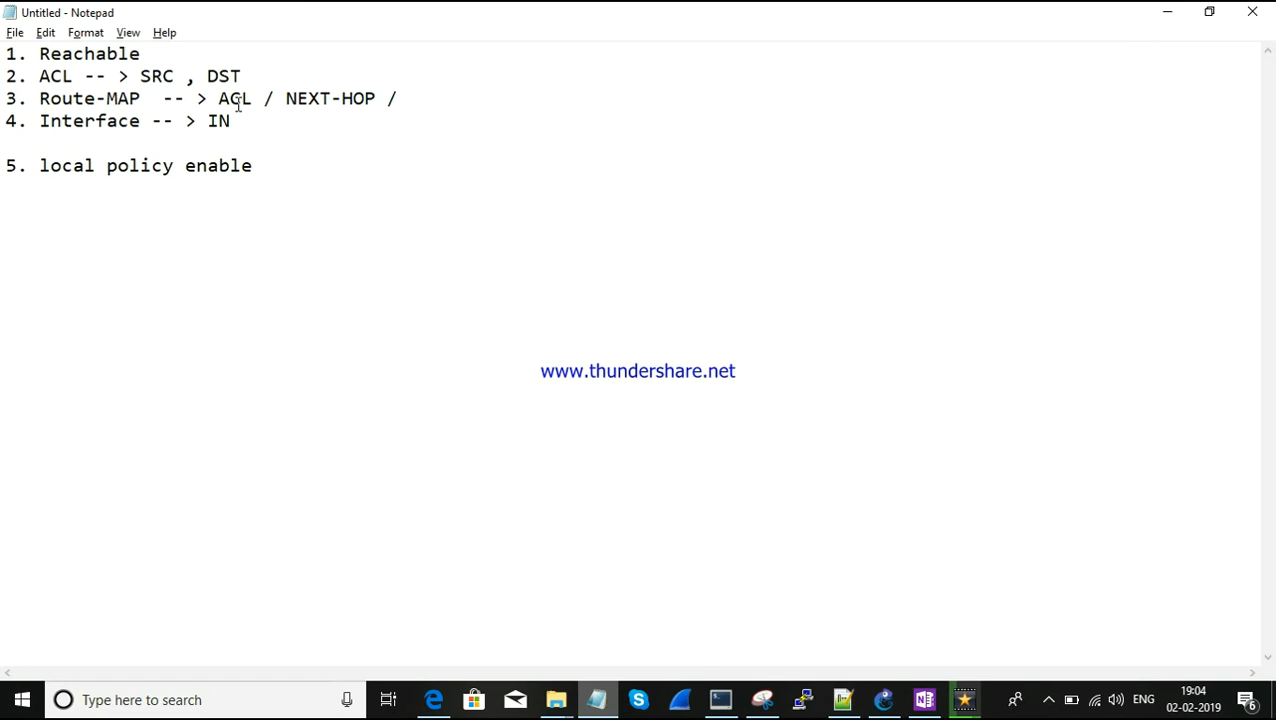 Untitled - Notepad
File Edit Format View Help
1. Reachable
2. ACL -- > SRC , DST
3. Route-MAP -- > ACL / NEXT-HOP /
4. Interface -- > IN
5. local policy enable
www.thundershare.net
Type here to search
ENG
19:04
02-02-2019
6